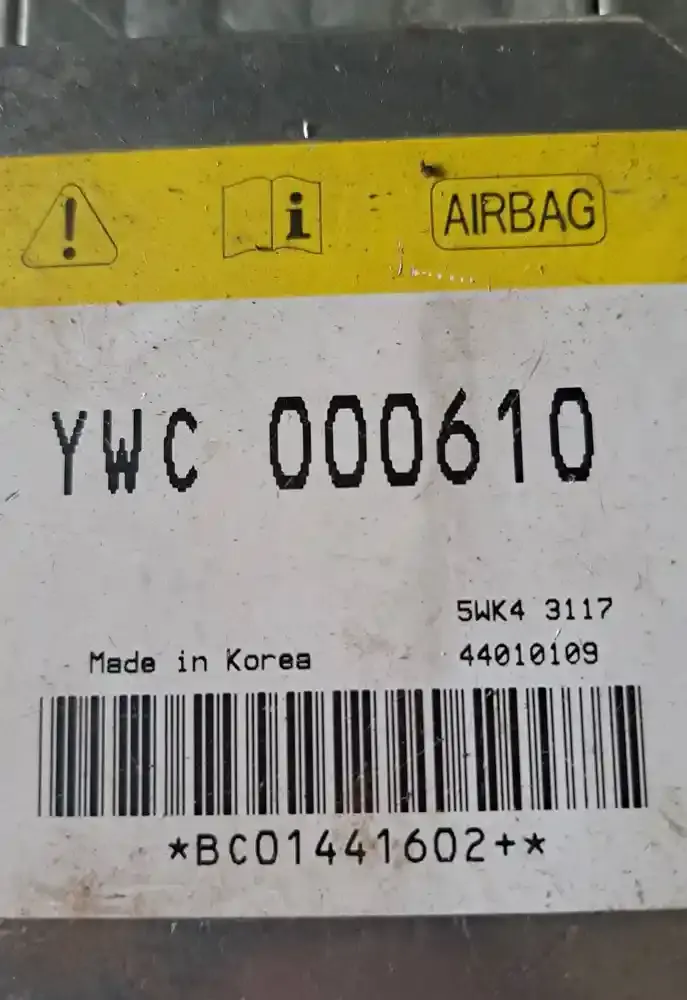 AIRBAG
YWC 000610
5WK4 3117
Made in Korea 44010109
*BC01441602+*